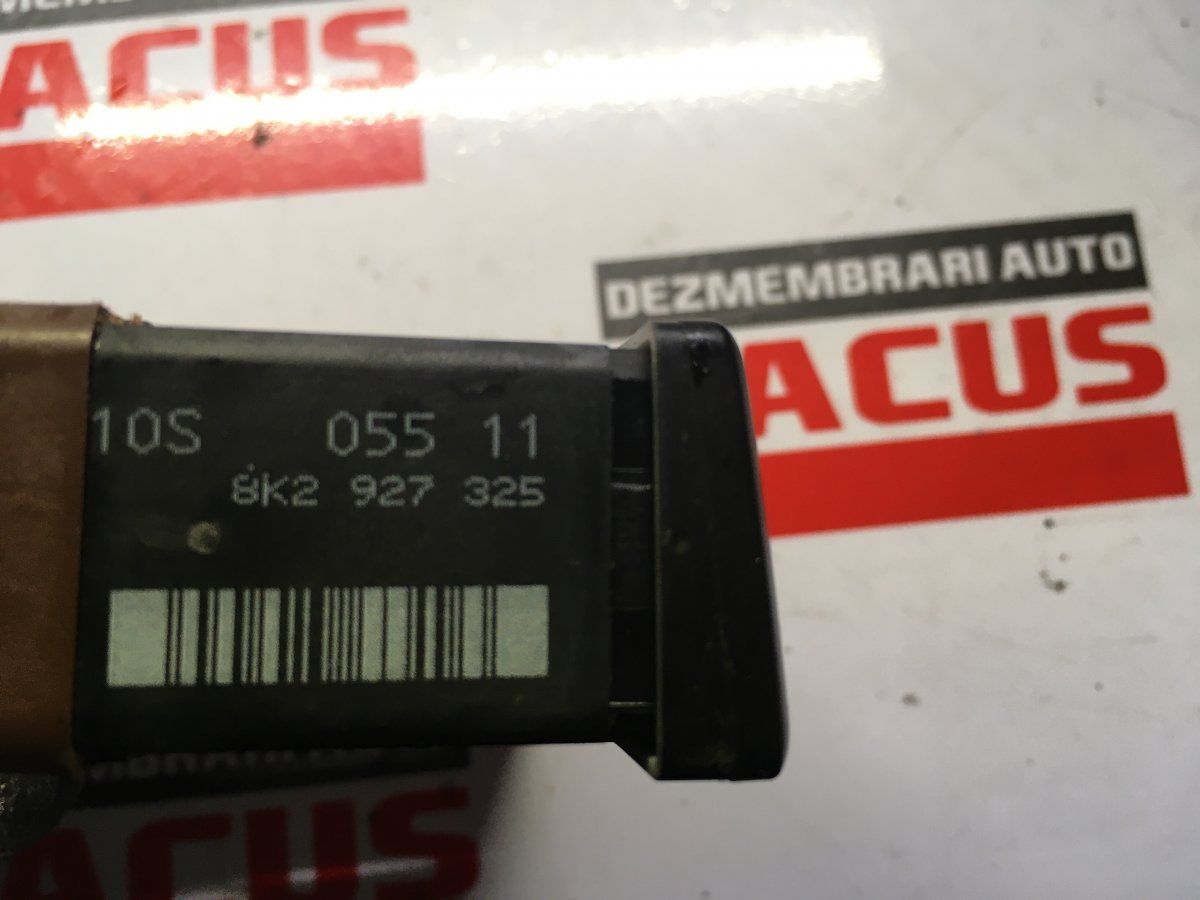 ACUS
DEZMEMBRARI AUTO
ACUS
10S 055 11
8K2 927 325
ACUS